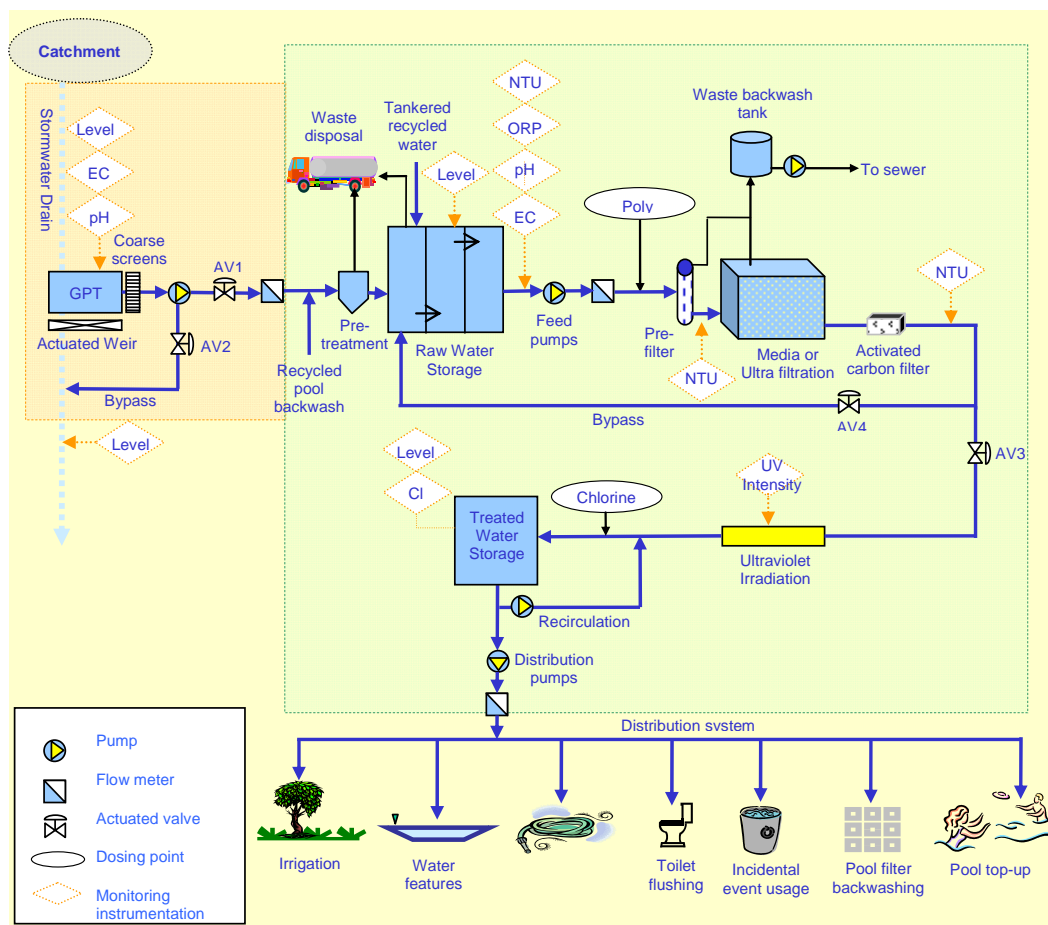 Catchment
Stormwater Drain
Level
EC
pH
Coarse
screens
GPT
Actuated Weir
AV1
AV2
Bypass
Level
Waste
disposal
Tankered
recycled
water
Level
Pre-
treatment
Recycled
pool
backwash
Raw Water
Storage
NTU
ORP
pH
EC
Feed
pumps
Poly
Pre-
filter
NTU
Waste backwash
tank
To sewer
Media or
Ultra filtration
Activated
carbon filter
NTU
Bypass
AV4
AV3
Level
Cl
Treated
Water
Storage
Chlorine
UV
Intensity
Ultraviolet
Irradiation
Recirculation
Distribution
pumps
Distribution system
Pump
Flow meter
Actuated valve
Dosing point
Monitoring
instrumentation
Irrigation
Water
features
Toilet
flushing
Incidental
event usage
Pool filter
backwashing
Pool top-up